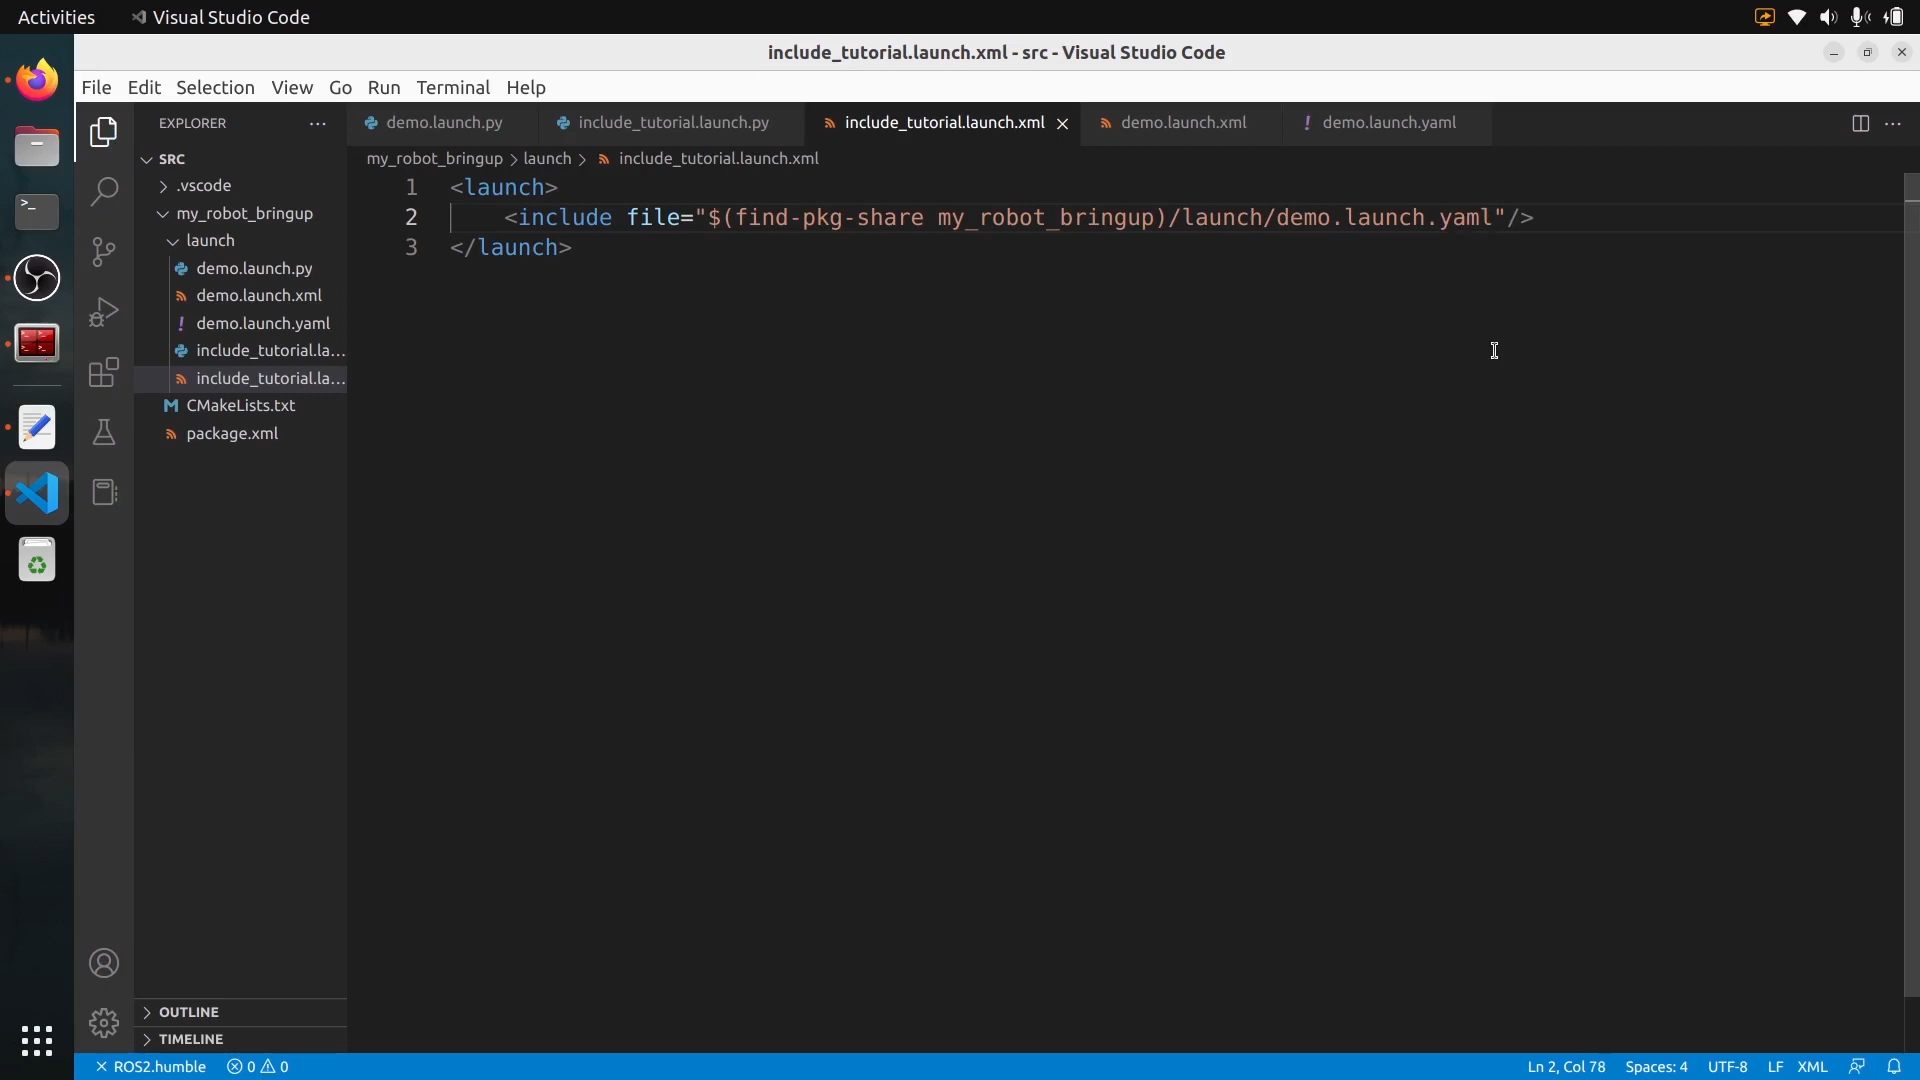 Activities
Visual Studio Code
include_tutorial.launch.xml - src - Visual Studio Code
File Edit Selection View Go Run Terminal Help
EXPLORER
demo.launch.py
include_tutorial.launch.py
include_tutorial.launch.xml
demo.launch.xml
demo.launch.yaml
SRC
.vscode
my_robot_bringup
launch
demo.launch.py
demo.launch.xml
demo.launch.yaml
include_tutorial.la...
include_tutorial.la...
CMakeLists.txt
package.xml
my_robot_bringup > launch > include_tutorial.launch.xml
1 <launch>
2 <include file="$(find-pkg-share my_robot_bringup)/launch/demo.launch.yaml"/>
3 </launch>
OUTLINE
TIMELINE
ROS2.humble 0 0
Ln 2, Col 78 Spaces: 4 UTF-8 LF XML